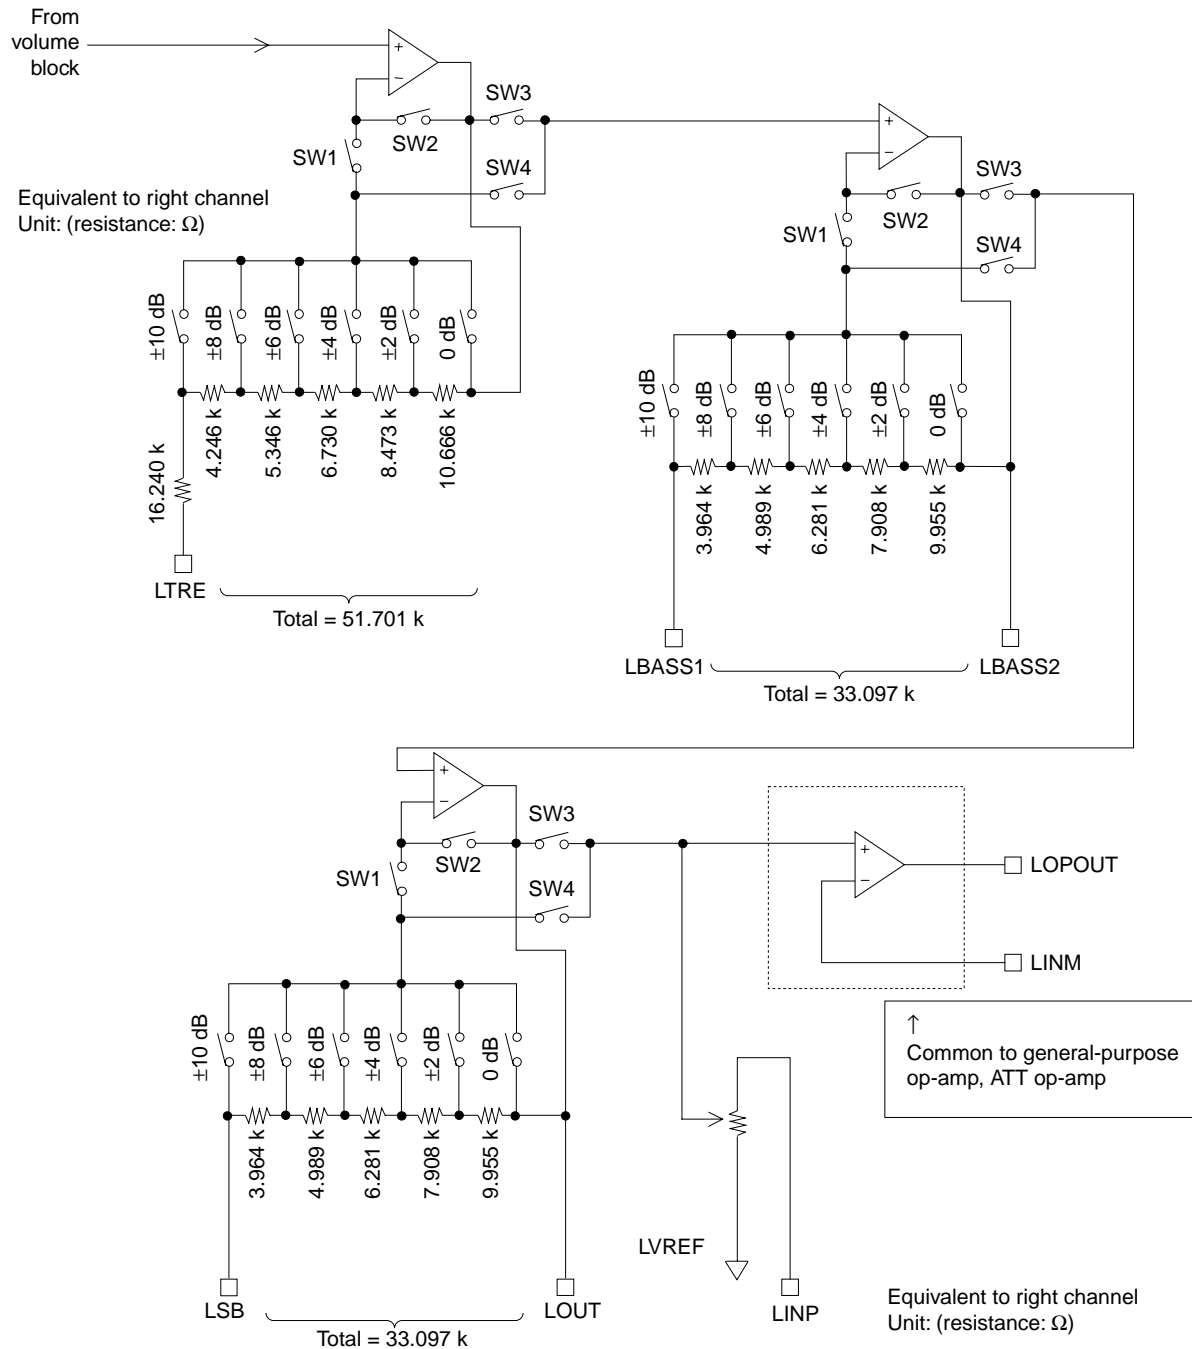 From
volume
block
+
−
SW3
SW2
SW1
SW4
Equivalent to right channel
Unit: (resistance: Ω)
±10 dB
±8 dB
±6 dB
±4 dB
±2 dB
0 dB
4.246 k
5.346 k
6.730 k
8.473 k
10.666 k
16.240 k
LTRE
Total = 51.701 k
+
−
SW3
SW2
SW1
SW4
±10 dB
±8 dB
±6 dB
±4 dB
±2 dB
0 dB
3.964 k
4.989 k
6.281 k
7.908 k
9.955 k
LBASS1
LBASS2
Total = 33.097 k
+
−
SW3
SW2
SW1
SW4
+
−
LOPOUT
LINM
↑
Common to general-purpose
op-amp, ATT op-amp
±10 dB
±8 dB
±6 dB
±4 dB
±2 dB
0 dB
3.964 k
4.989 k
6.281 k
7.908 k
9.955 k
LVREF
LSB
LOUT
LINP
Total = 33.097 k
Equivalent to right channel
Unit: (resistance: Ω)